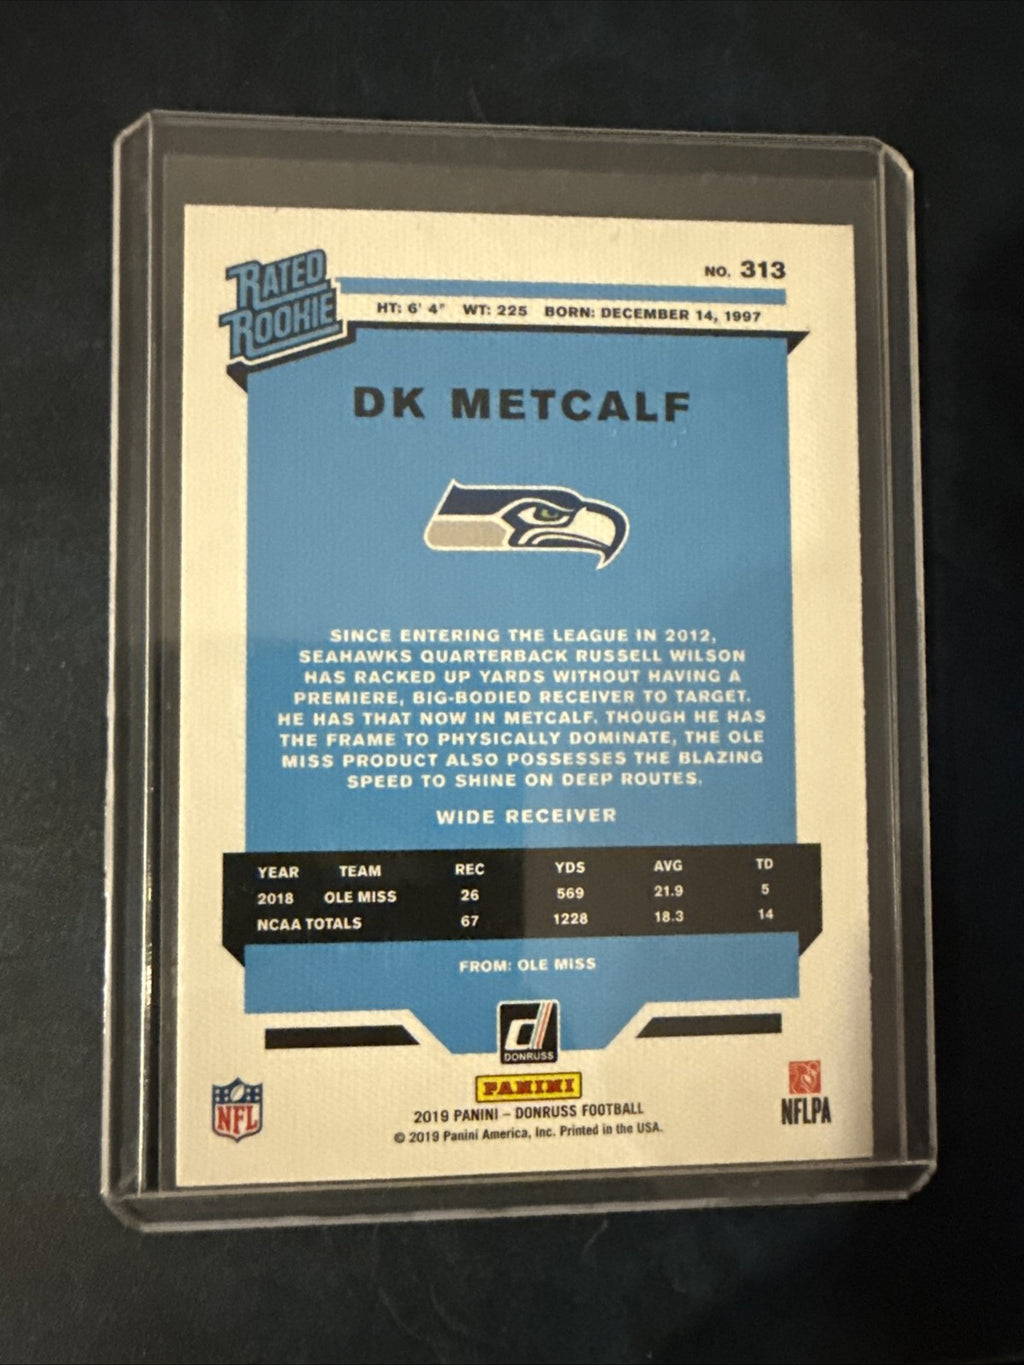 RATED
ROOKIE
NO. 313
HT: 6' 4" WT: 225 BORN: DECEMBER 14, 1997
DK METCALF
SINCE ENTERING THE LEAGUE IN 2012,
SEAHAWKS QUARTERBACK RUSSELL WILSON
HAS RACKED UP YARDS WITHOUT HAVING A
PREMIERE, BIG-BODIED RECEIVER TO TARGET.
HE HAS THAT NOW IN METCALF. THOUGH HE HAS
THE FRAME TO PHYSICALLY DOMINATE, THE OLE
MISS PRODUCT ALSO POSSESSES THE BLAZING
SPEED TO SHINE ON DEEP ROUTES.
WIDE RECEIVER
YEAR TEAM REC YDS AVG TD
2018 OLE MISS 26 569 21.9 5
NCAA TOTALS 67 1228 18.3 14
FROM: OLE MISS
d
DONRUSS
PANINI
NFL
NFLPA
2019 PANINI – DONRUSS FOOTBALL
© 2019 Panini America, Inc. Printed in the USA.